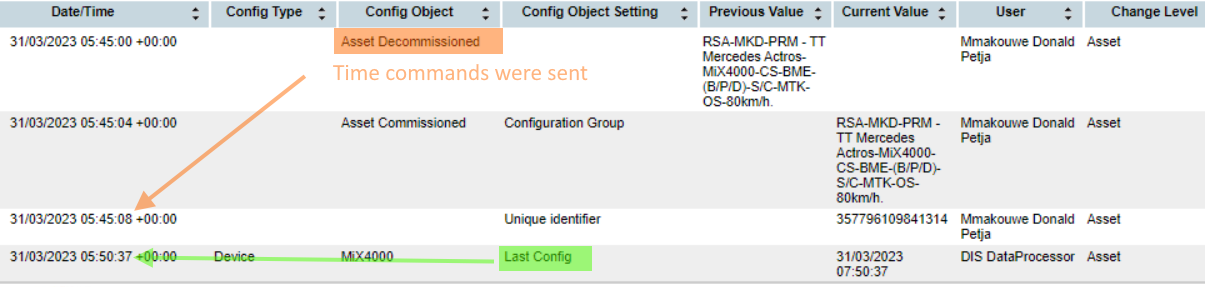 Date/Time Config Type Config Object Config Object Setting Previous Value Current Value User Change Level
31/03/2023 05:45:00 +00:00 Asset Decommissioned RSA-MKD-PRM - TT Mmakouwe Donald Asset
Mercedes Actros- Petja
MiX4000-CS-BME-
(B/P/D)-S/C-MTK-
OS-80km/h.
Time commands were sent
31/03/2023 05:45:04 +00:00 Asset Commissioned Configuration Group RSA-MKD-PRM - Mmakouwe Donald Asset
TT Mercedes Petja
Actros-MiX4000-
CS-BME-(B/P/D)-
S/C-MTK-OS-
80km/h.
31/03/2023 05:45:08 +00:00 Unique identifier 357796109841314 Mmakouwe Donald Asset
Petja
31/03/2023 05:50:37 +00:00 Device MiX4000 Last Config 31/03/2023 DIS DataProcessor Asset
07:50:37